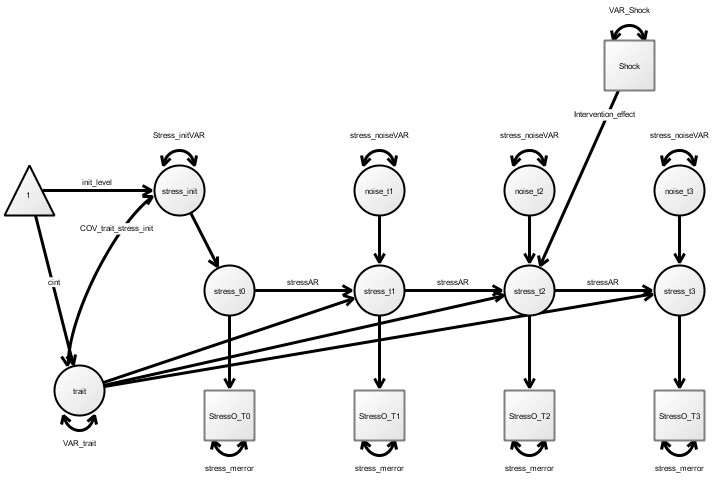 VAR_Shock
Shock
Intervention_effect
Stress_initVAR
stress_noiseVAR
stress_noiseVAR
stress_noiseVAR
1
init_level
stress_init
noise_t1
noise_t2
noise_t3
COV_trait_stress_init
cint
stress_t0
stressAR
stress_t1
stressAR
stress_t2
stressAR
stress_t3
trait
VAR_trait
StressO_T0
StressO_T1
StressO_T2
StressO_T3
stress_merror
stress_merror
stress_merror
stress_merror